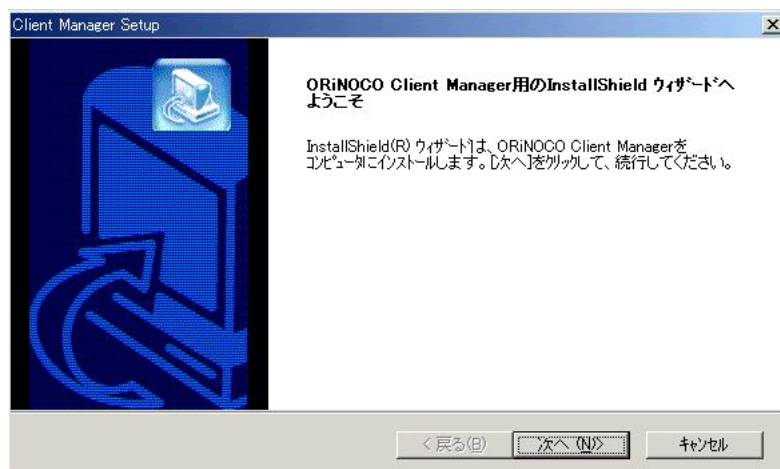 Client Manager Setup
ORiNOCO Client Manager用のInstallShield ウィザードへ
ようこそ
InstallShield(R) ウィザードは、ORiNOCO Client Managerを
コンピュータにインストールします。[次へ]をクリックして、続行してください。
< 戻る(B) 次へ (N)> キャンセル